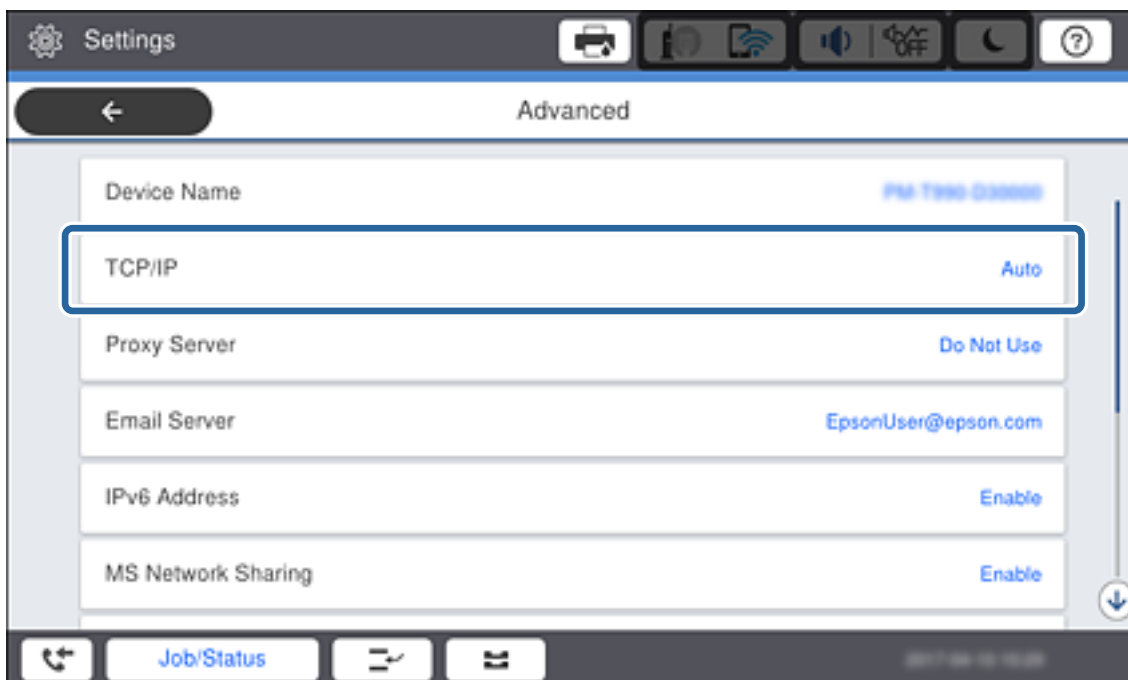 Settings
OFF
?
Advanced
Device Name
TCP/IP
Auto
Proxy Server
Do Not Use
Email Server
EpsonUser@epson.com
IPv6 Address
Enable
MS Network Sharing
Enable
Job/Status